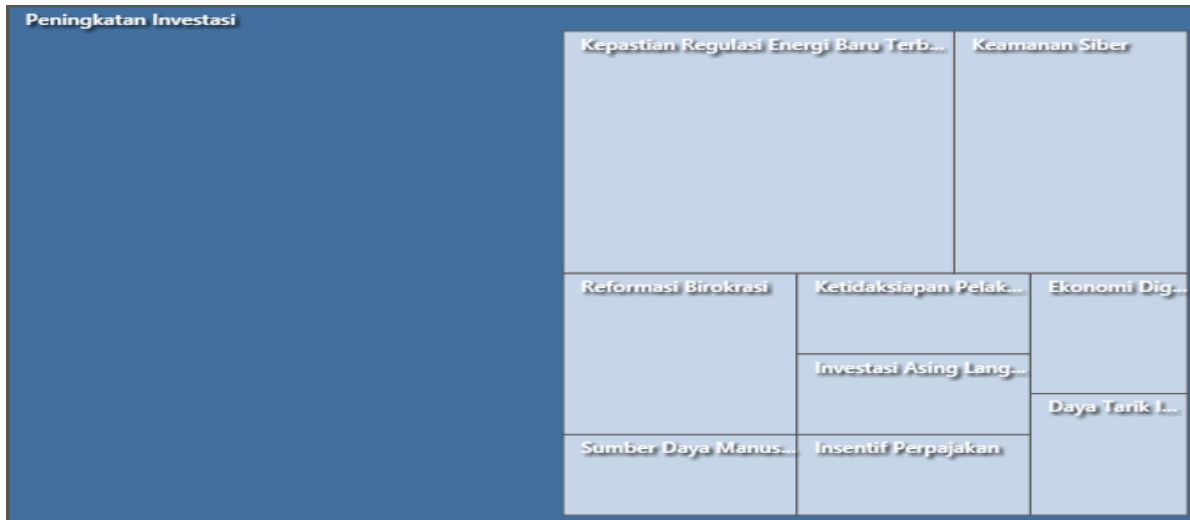 Peningkatan Investasi
Kepastian Regulasi Energi Baru Terb...
Keamanan Siber
Reformasi Birokrasi
Ketidaksiapan Pelak...
Ekonomi Dig...
Investasi Asing Lang...
Daya Tarik I...
Sumber Daya Manus...
Insentif Perpajakan